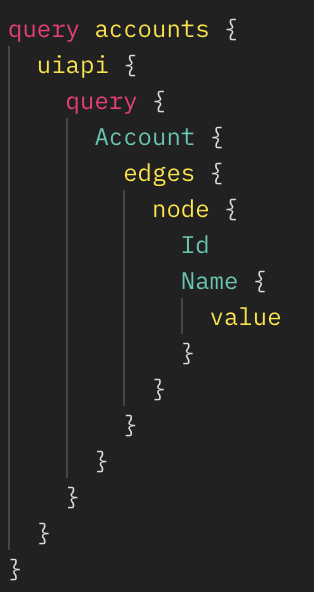 query accounts {
  uiapi {
    query {
      Account {
        edges {
          node {
            Id
            Name {
              value
            }
          }
        }
      }
    }
  }
}